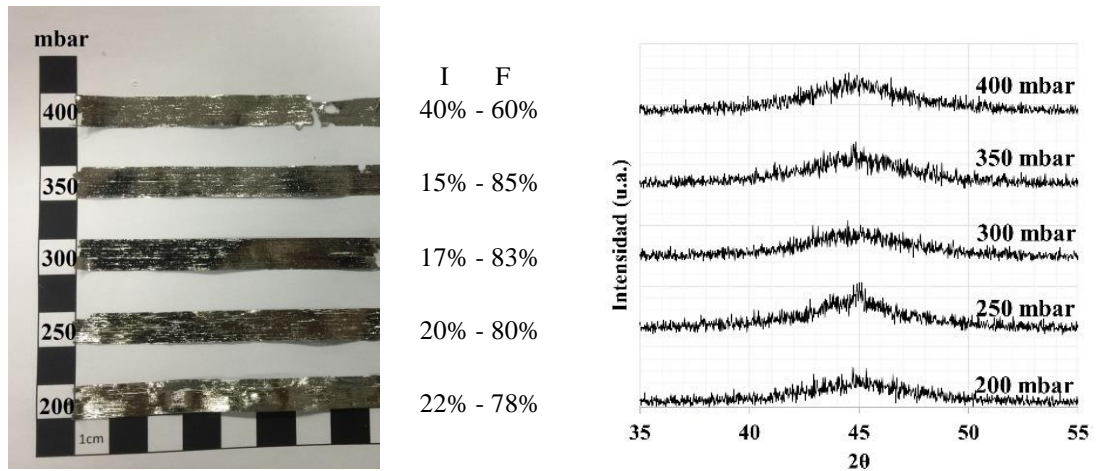 mbar
400
350
300
250
200
1cm
I F
40% - 60%
15% - 85%
17% - 83%
20% - 80%
22% - 78%
Intensidad (u.a.)
400 mbar
350 mbar
300 mbar
250 mbar
200 mbar
35 40 45 50 55
2θ